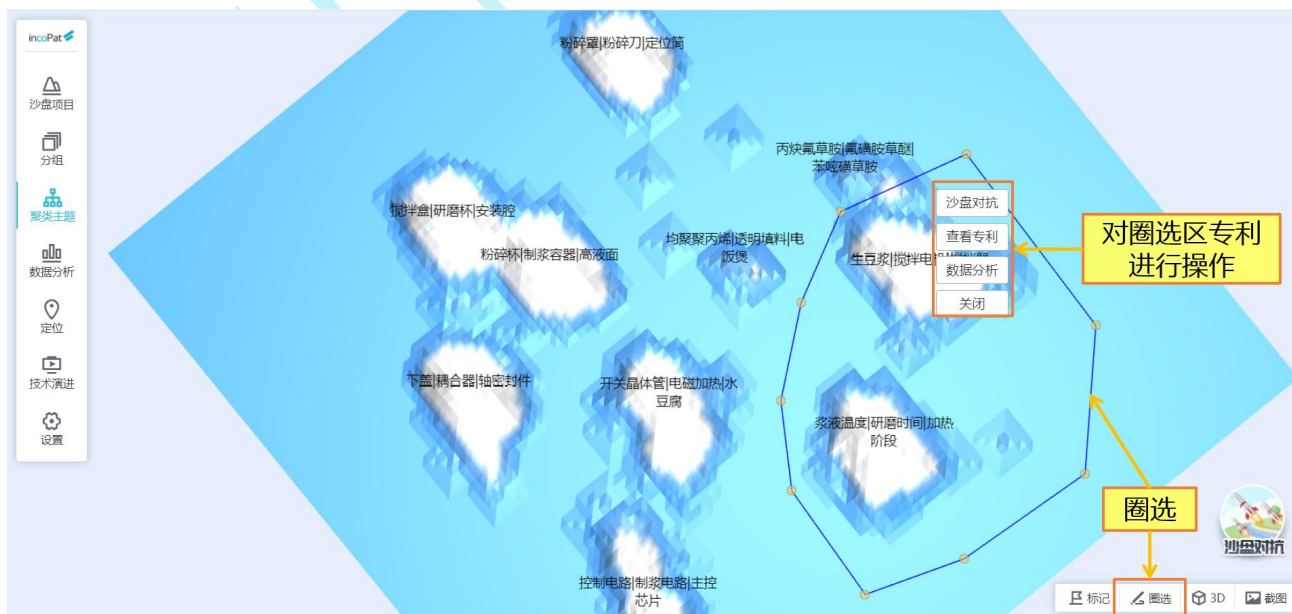 incoPat
沙盘项目
分组
聚类主题
数据分析
定位
技术演进
设置
粉碎罩|粉碎刀|定位筒
丙炔氟草胺|氟磺胺草醚|
苯嘧磺草胺
搅拌盒|研磨杯|安装腔
粉碎杯|制浆容器|高液面
均聚聚丙烯|透明填料|电
饭煲
生豆浆|搅拌电机
沙盘对抗
查看专利
数据分析
关闭
对圈选区专利
进行操作
下盖|耦合器|轴密封件
开关晶体管|电磁加热|水
豆腐
浆液温度|研磨时间|加热
阶段
圈选
沙盘对抗
控制电路|制浆电路|主控
芯片
标记
圈选
3D
截图